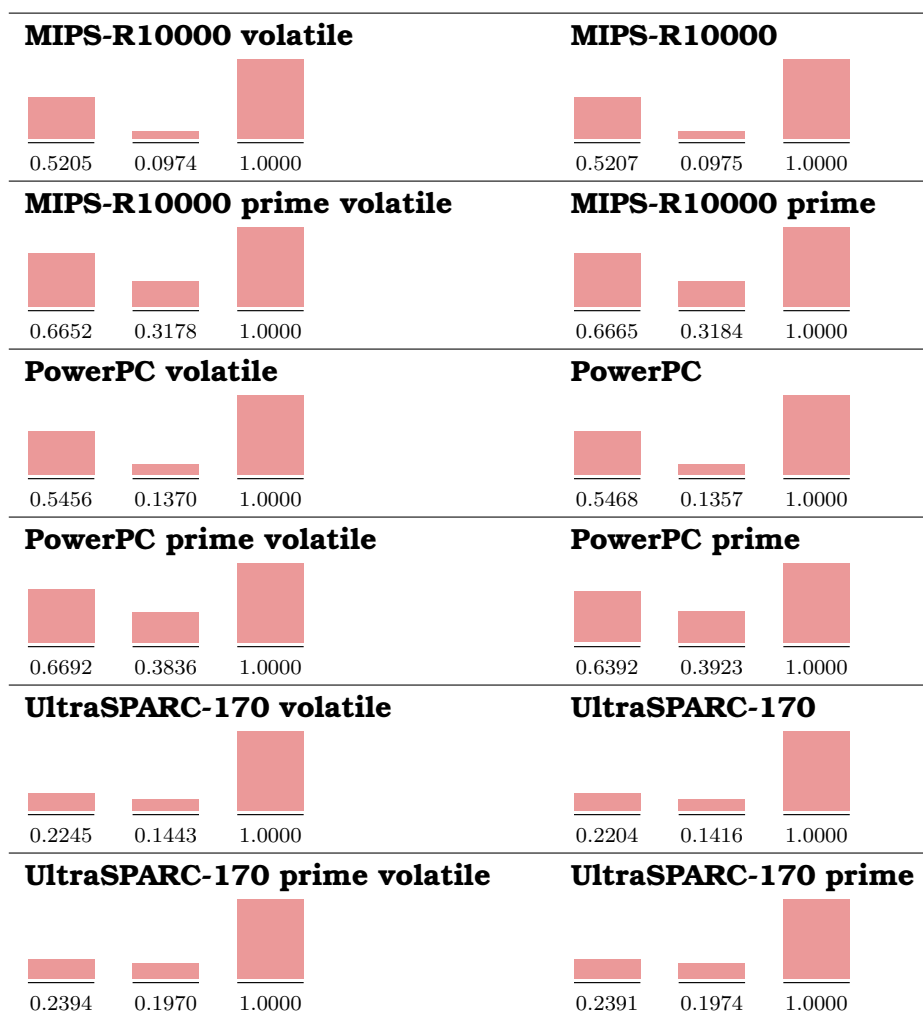 MIPS-R10000 volatile MIPS-R10000
0.5205 0.0974 1.0000 0.5207 0.0975 1.0000
MIPS-R10000 prime volatile MIPS-R10000 prime
0.6652 0.3178 1.0000 0.6665 0.3184 1.0000
PowerPC volatile PowerPC
0.5456 0.1370 1.0000 0.5468 0.1357 1.0000
PowerPC prime volatile PowerPC prime
0.6692 0.3836 1.0000 0.6392 0.3923 1.0000
UltraSPARC-170 volatile UltraSPARC-170
0.2245 0.1443 1.0000 0.2204 0.1416 1.0000
UltraSPARC-170 prime volatile UltraSPARC-170 prime
0.2394 0.1970 1.0000 0.2391 0.1974 1.0000